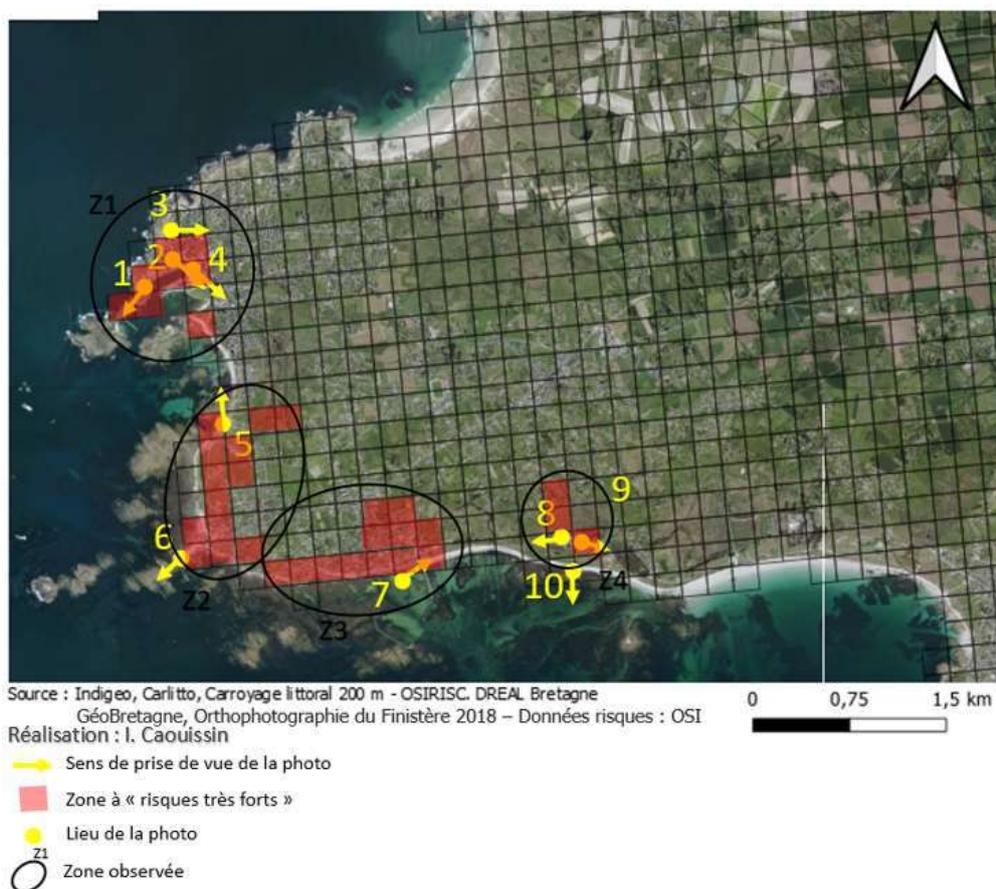 Z1
3
2
4
1
5
6
Z2
Z3
7
8
9
10
Z4
Source : Indigeo, Carlitto, Carroyage littoral 200 m - OSIRISC. DREAL Bretagne
GéoBretagne, Orthophotographie du Finistère 2018 – Données risques : OSI
0 0,75 1,5 km
Réalisation : I. Caouissin
Sens de prise de vue de la photo
Zone à « risques très forts »
Lieu de la photo
Z1
Zone observée